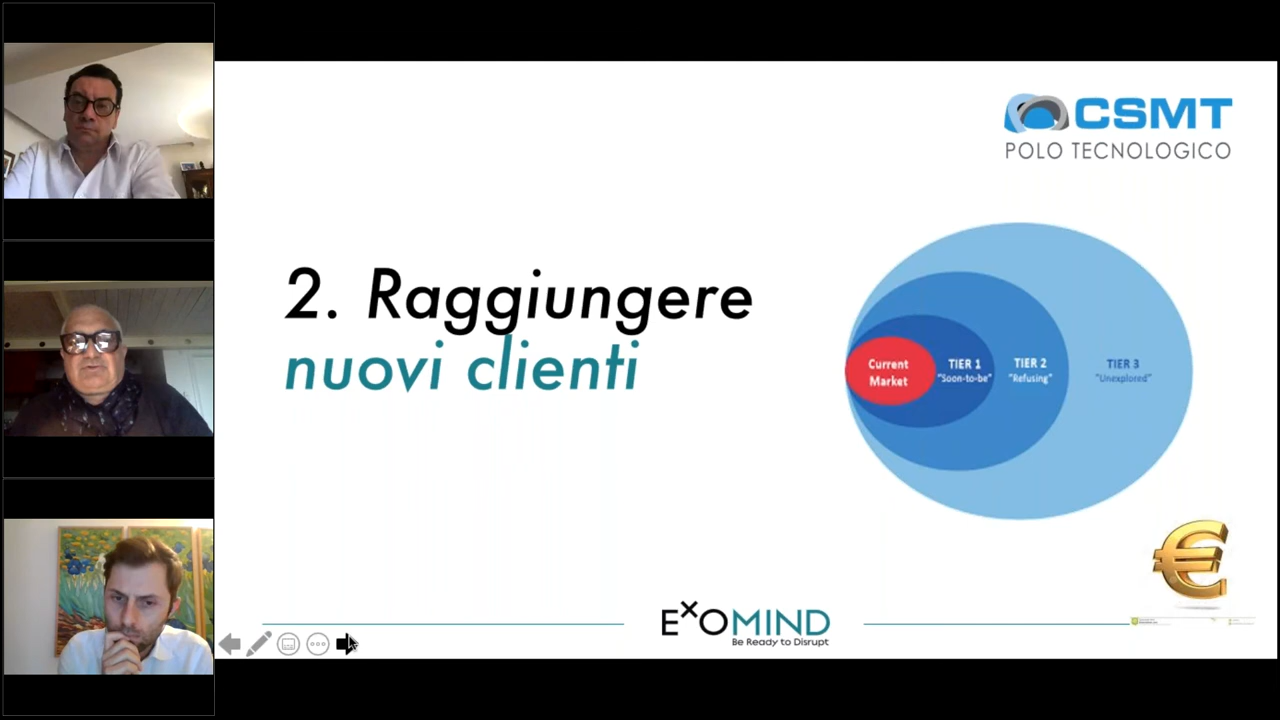 CSMT
POLO TECNOLOGICO
2. Raggiungere
nuovi clienti
Current
Market
TIER 1
"Soon-to-be"
TIER 2
"Refusing"
TIER 3
"Unexplored"
€
EXOMIND
Be Ready to Disrupt